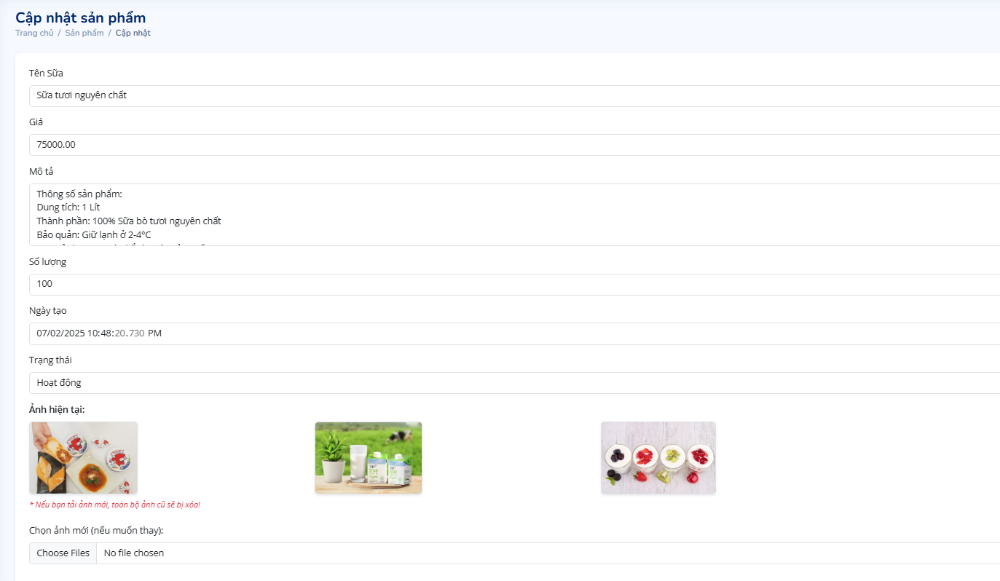 Cập nhật sản phẩm
Trang chủ / Sản phẩm / Cập nhật
Tên Sữa
Sữa tươi nguyên chất
Giá
75000.00
Mô tả
Thông số sản phẩm:
Dung tích: 1 Lít
Thành phần: 100% Sữa bò tươi nguyên chất
Bảo quản: Giữ lạnh ở 2-4°C
Số lượng
100
Ngày tạo
07/02/2025 10:48:20.730 PM
Trạng thái
Hoạt động
Ảnh hiện tại:
* Nếu bạn tải ảnh mới, toàn bộ ảnh cũ sẽ bị xóa!
Chọn ảnh mới (nếu muốn thay):
Choose Files No file chosen